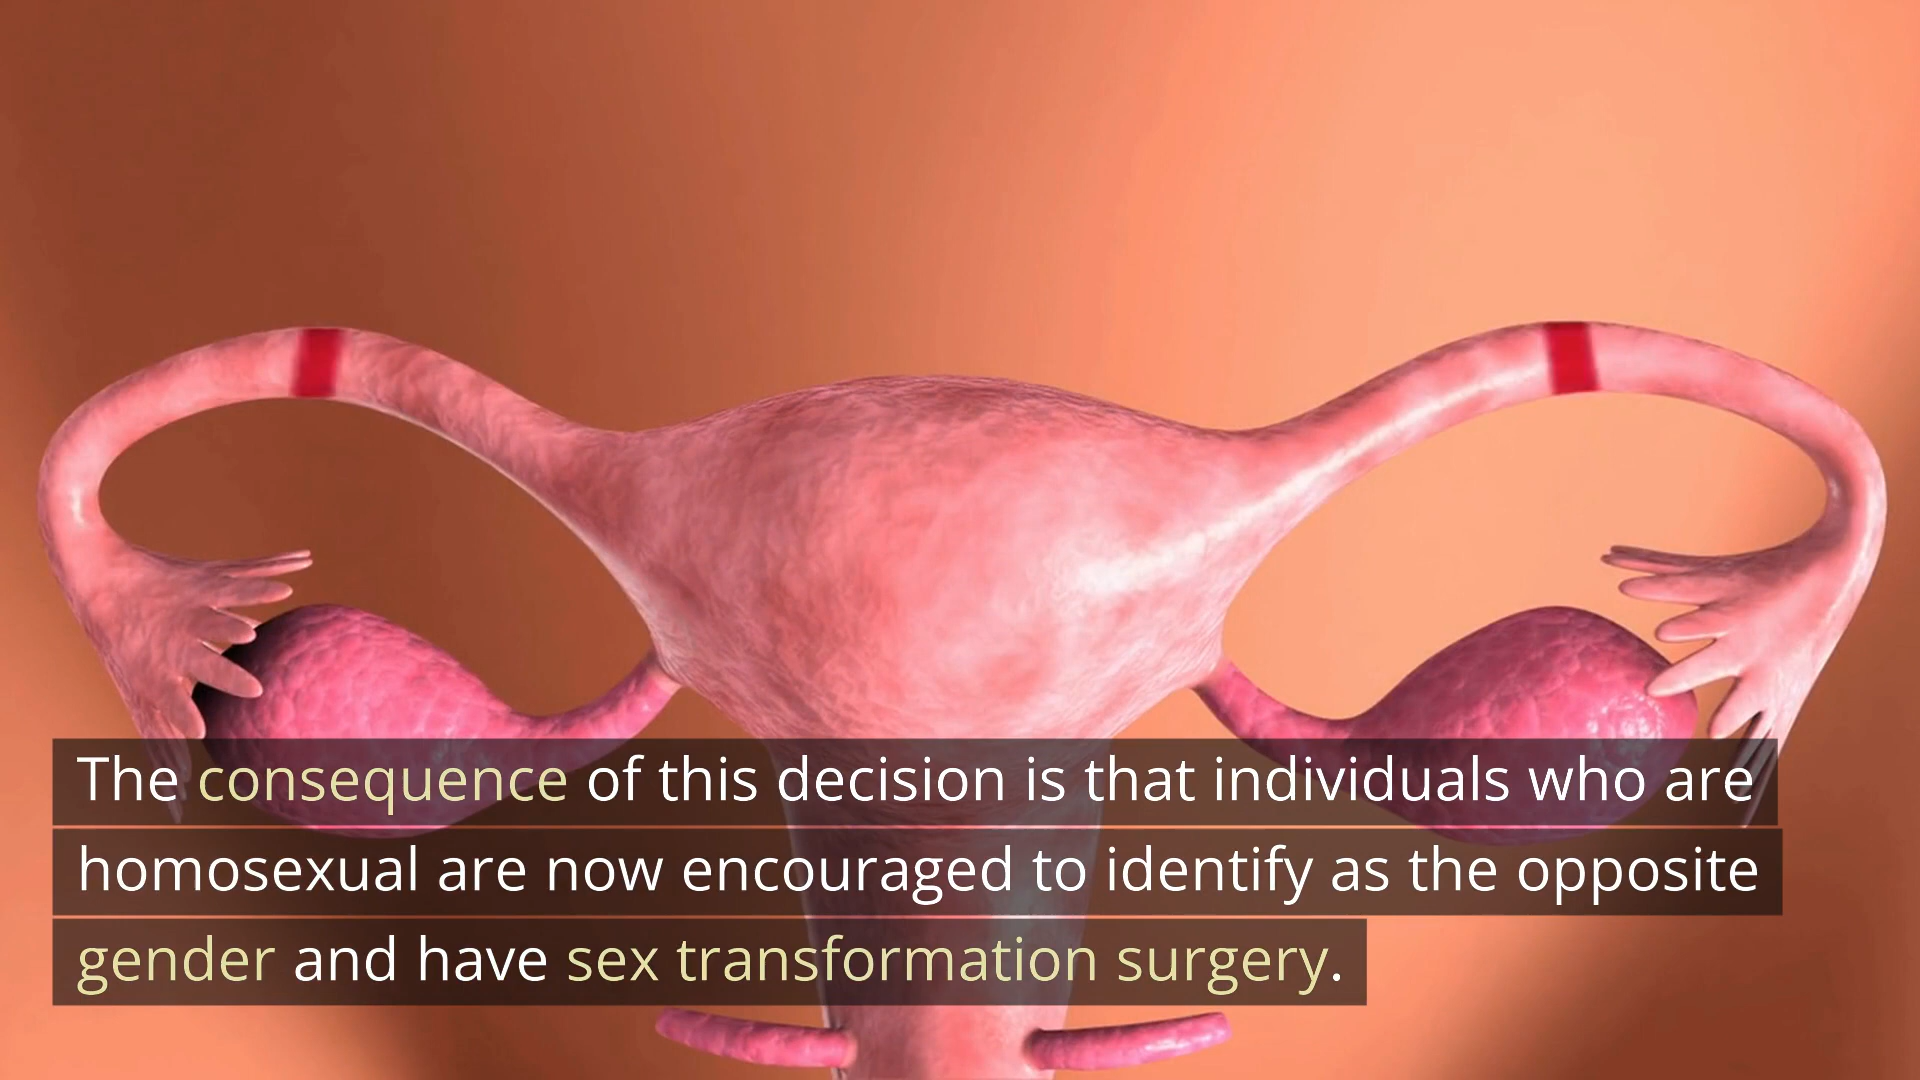 The consequence of this decision is that individuals who are
homosexual are now encouraged to identify as the opposite
gender and have sex transformation surgery.